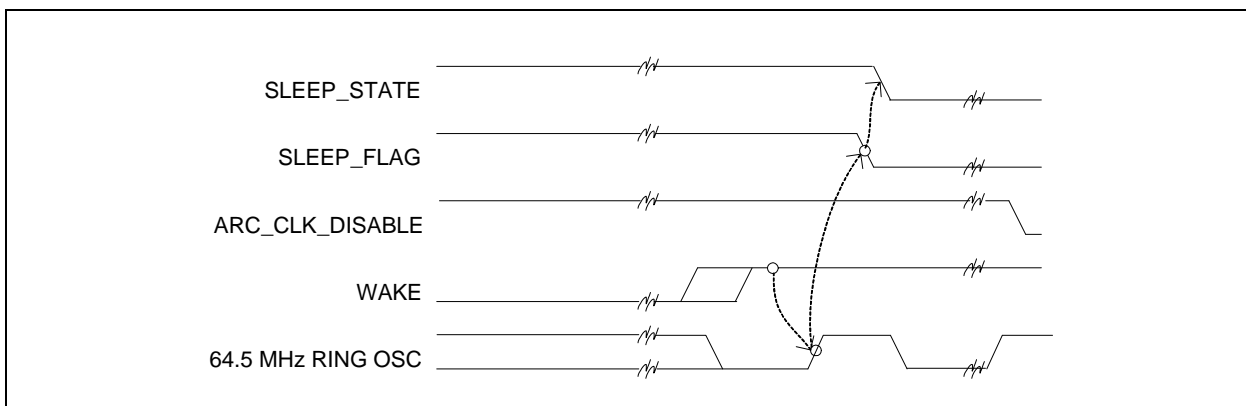 SLEEP_STATE
SLEEP_FLAG
ARC_CLK_DISABLE
WAKE
64.5 MHz RING OSC